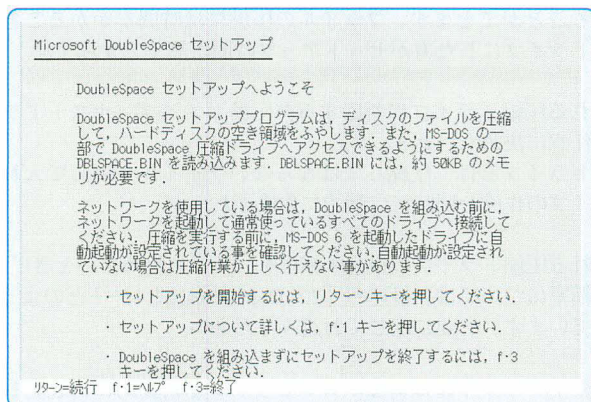 Microsoft DoubleSpace セットアップ
DoubleSpace セットアップへようこそ
DoubleSpace セットアッププログラムは，ディスクのファイルを圧縮
して，ハードディスクの空き領域をふやします．また，MS-DOS の一
部で DoubleSpace 圧縮ドライブへアクセスできるようにするための
DBLSPACE.BIN を読み込みます．DBLSPACE.BIN には，約 50KB のメモ
リが必要です．
ネットワークを使用している場合は，DoubleSpace を組み込む前に，
ネットワークを起動して通常使っているすべてのドライブへ接続して
ください．圧縮を実行する前に，MS-DOS 6 を起動したドライブに自
動起動が設定されている事を確認してください．自動起動が設定され
ていない場合は圧縮作業が正しく行えない事があります．
・ セットアップを開始するには，リターンキーを押してください．
・ セットアップについて詳しくは，f･1 キーを押してください．
・ DoubleSpace を組み込まずにセットアップを終了するには，f･3
キーを押してください．
ﾘﾀｰﾝ=続行 f･1=ﾍﾙﾌﾟ f･3=終了